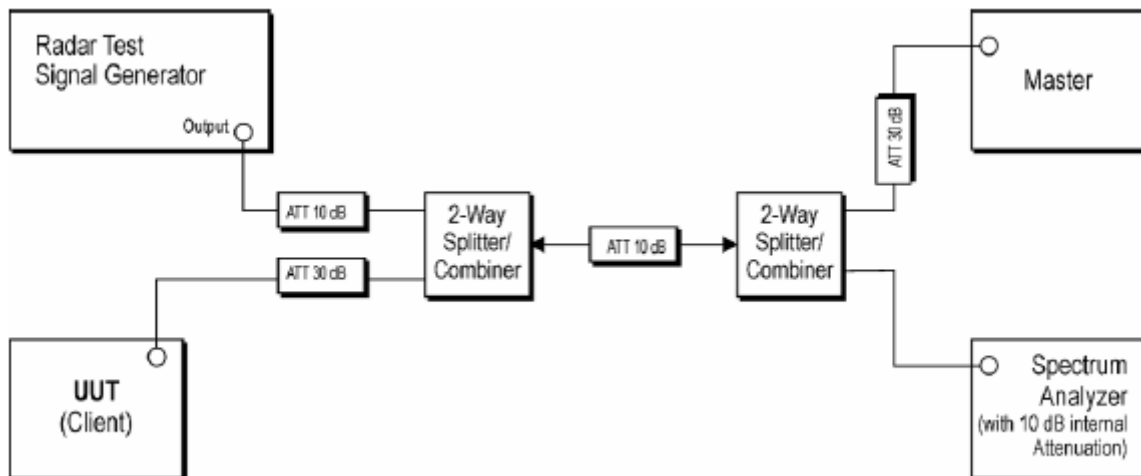 Radar Test
Signal Generator
Output
ATT 10 dB
ATT 30 dB
UUT
(Client)
2-Way
Splitter/
Combiner
ATT 10 dB
2-Way
Splitter/
Combiner
ATT 30 dB
Master
Spectrum
Analyzer
(with 10 dB internal
Attenuation)